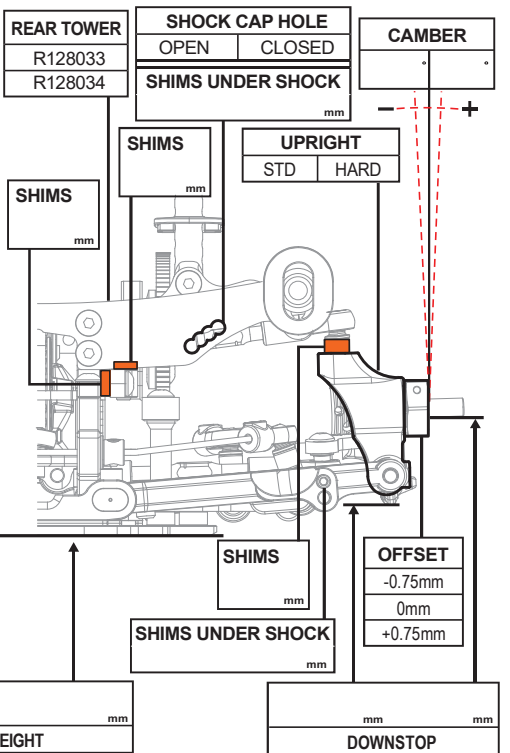 REAR TOWER
R128033
R128034
SHOCK CAP HOLE
OPEN CLOSED
SHIMS UNDER SHOCK
mm
CAMBER
° °
- +
SHIMS
mm
UPRIGHT
STD HARD
SHIMS
mm
SHIMS
mm
OFFSET
-0.75mm
0mm
+0.75mm
SHIMS UNDER SHOCK
mm
mm
EIGHT
mm mm
DOWNSTOP